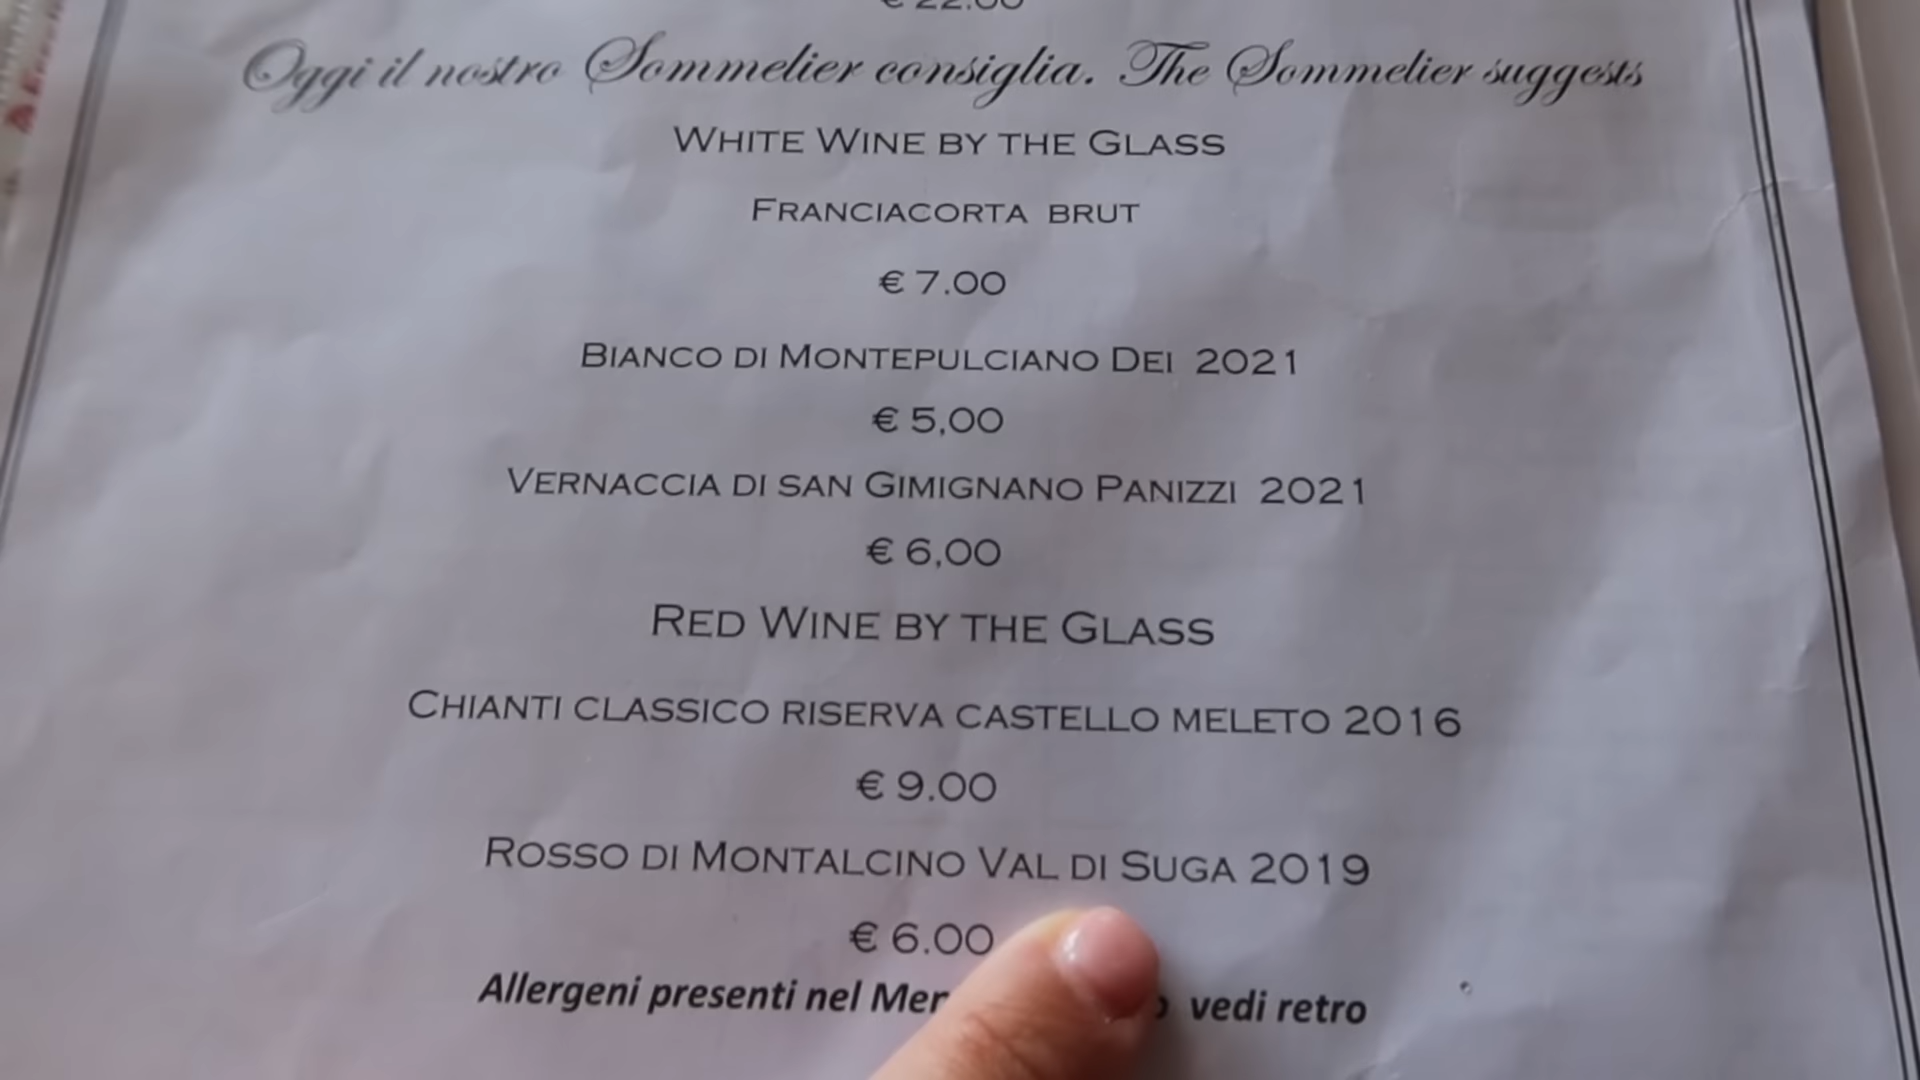 € 22.00
Oggi il nostro Sommelier consiglia. The Sommelier suggests
WHITE WINE BY THE GLASS
FRANCIACORTA BRUT
€ 7.00
BIANCO DI MONTEPULCIANO DEI 2021
€ 5,00
VERNACCIA DI SAN GIMIGNANO PANIZZI 2021
€ 6,00
RED WINE BY THE GLASS
CHIANTI CLASSICO RISERVA CASTELLO MELETO 2016
€ 9.00
ROSSO DI MONTALCINO VAL DI SUGA 2019
€ 6.00
Allergeni presenti nel vedi retro